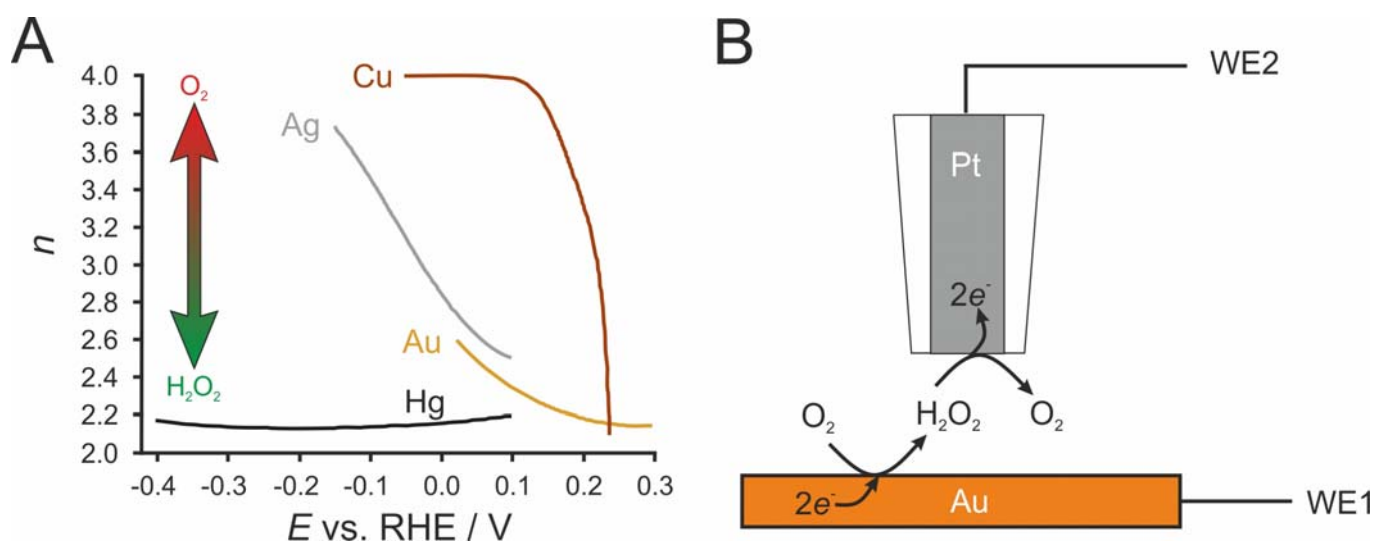 A
n
4.0
3.8
3.6
3.4
3.2
3.0
2.8
2.6
2.4
2.2
2.0
O₂
H₂O₂
Cu
Ag
Au
Hg
-0.4 -0.3 -0.2 -0.1 0.0 0.1 0.2 0.3
E vs. RHE / V
B
WE2
Pt
2e⁻
O₂ H₂O₂ O₂
2e⁻ Au
WE1